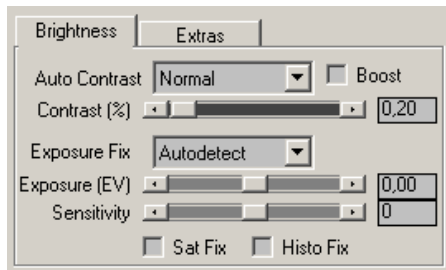 Brightness Extras
Auto Contrast Normal Boost
Contrast (%) 0,20
Exposure Fix Autodetect
Exposure (EV) 0,00
Sensitivity 0
Sat Fix Histo Fix